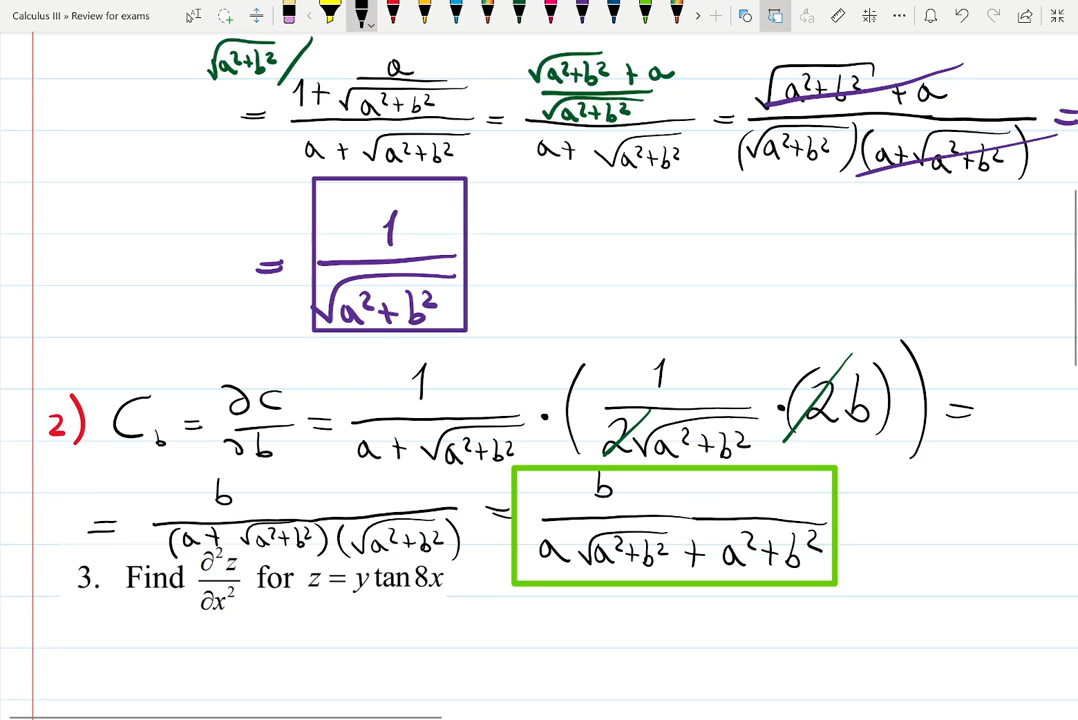 Calculus III » Review for exams
√(a²+b²) /
= (1 + a/√(a²+b²)) / (a + √(a²+b²)) = ((√(a²+b²) + a)/√(a²+b²)) / (a + √(a²+b²)) = (√(a²+b²) + a) / ((√(a²+b²))(a+√(a²+b²))) =
= 1/√(a²+b²)
2) C_b = ∂C/∂b = 1/(a + √(a²+b²)) · (1/(2√(a²+b²)) · (2b)) =
= b/((a + √(a²+b²))(√(a²+b²))) = b/(a√(a²+b²) + a²+b²)
3. Find ∂²z/∂x² for z = y tan 8x